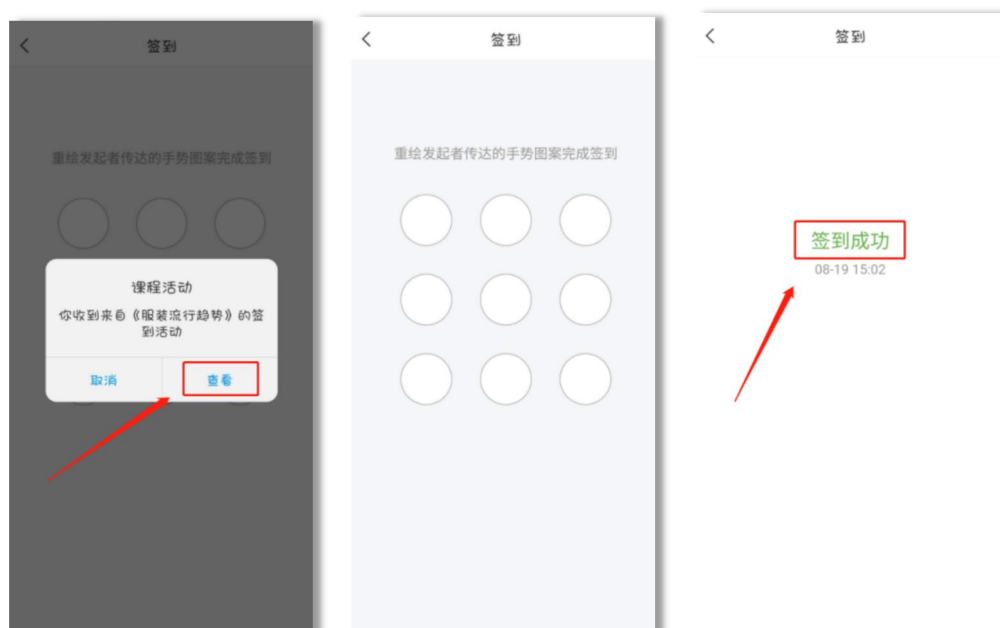 签到
重绘发起者传达的手势图案完成签到
课程活动
你收到来自《服装流行趋势》的签
到活动
取消
查看
签到
重绘发起者传达的手势图案完成签到
签到
签到成功
08-19 15:02